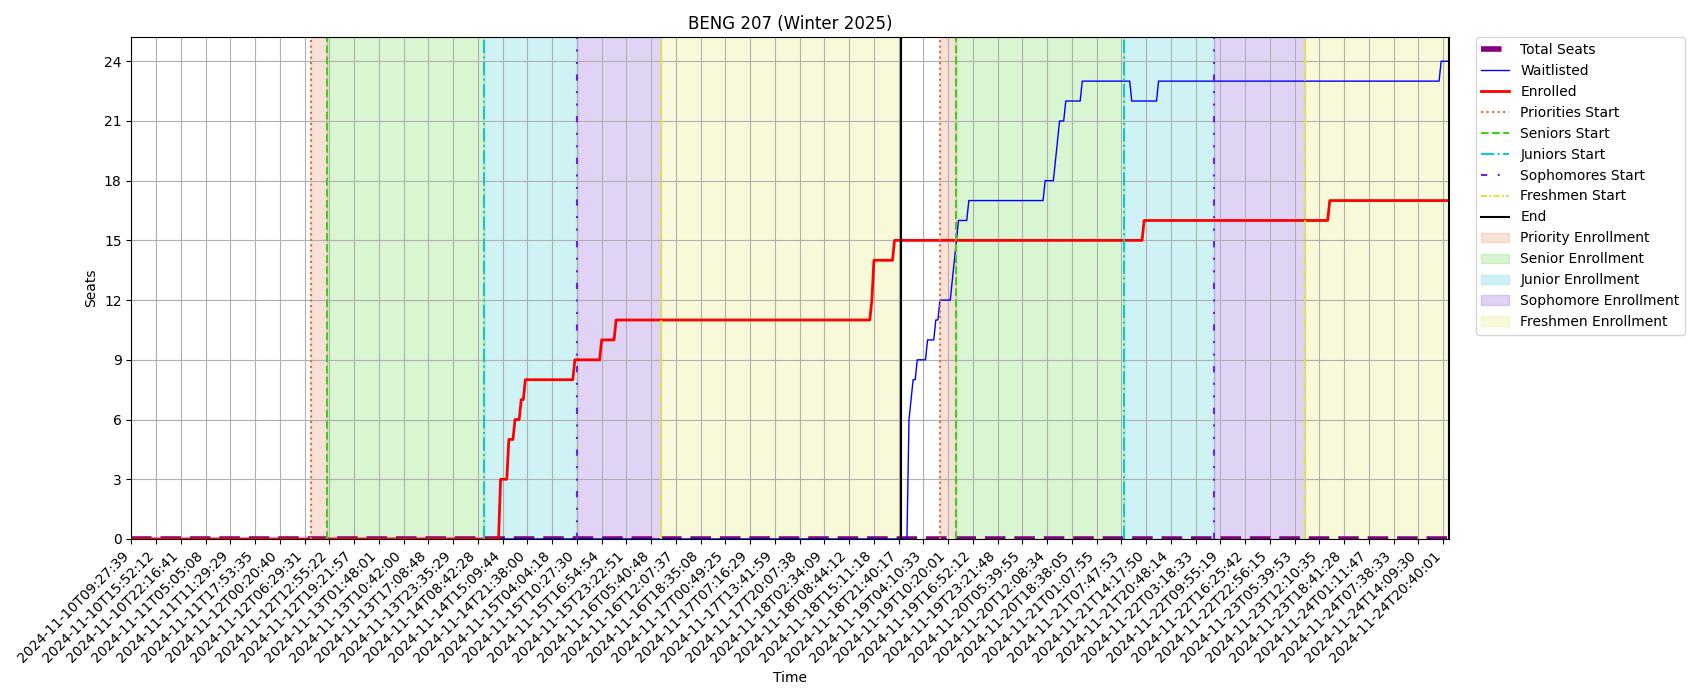 BENG 207 (Winter 2025)
Seats
24
21
18
15
12
9
6
3
0
2024-11-10T09:27:39
2024-11-10T15:52:12
2024-11-10T22:16:41
2024-11-11T05:05:08
2024-11-11T11:29:29
2024-11-11T17:53:35
2024-11-12T00:20:40
2024-11-12T06:29:31
2024-11-12T12:55:22
2024-11-12T19:21:57
2024-11-13T01:48:01
2024-11-13T10:42:00
2024-11-13T17:08:48
2024-11-13T23:35:29
2024-11-14T08:42:28
2024-11-14T15:09:44
2024-11-14T21:38:00
2024-11-15T04:04:18
2024-11-15T10:27:30
2024-11-15T16:54:54
2024-11-15T23:22:51
2024-11-16T05:40:48
2024-11-16T12:07:37
2024-11-16T18:35:08
2024-11-17T00:49:25
2024-11-17T07:16:29
2024-11-17T13:41:59
2024-11-17T20:07:38
2024-11-18T02:34:09
2024-11-18T08:44:12
2024-11-18T15:11:18
2024-11-18T21:40:17
2024-11-19T04:10:33
2024-11-19T10:20:01
2024-11-19T16:52:12
2024-11-19T23:21:48
2024-11-20T05:39:55
2024-11-20T12:08:34
2024-11-20T18:38:05
2024-11-21T01:07:55
2024-11-21T07:47:53
2024-11-21T14:17:50
2024-11-21T20:48:14
2024-11-22T03:18:33
2024-11-22T09:55:19
2024-11-22T16:25:42
2024-11-22T22:56:15
2024-11-23T05:39:53
2024-11-23T12:10:35
2024-11-23T18:41:28
2024-11-24T01:11:47
2024-11-24T07:38:33
2024-11-24T14:09:30
2024-11-24T20:40:01
Time
Total Seats
Waitlisted
Enrolled
Priorities Start
Seniors Start
Juniors Start
Sophomores Start
Freshmen Start
End
Priority Enrollment
Senior Enrollment
Junior Enrollment
Sophomore Enrollment
Freshmen Enrollment